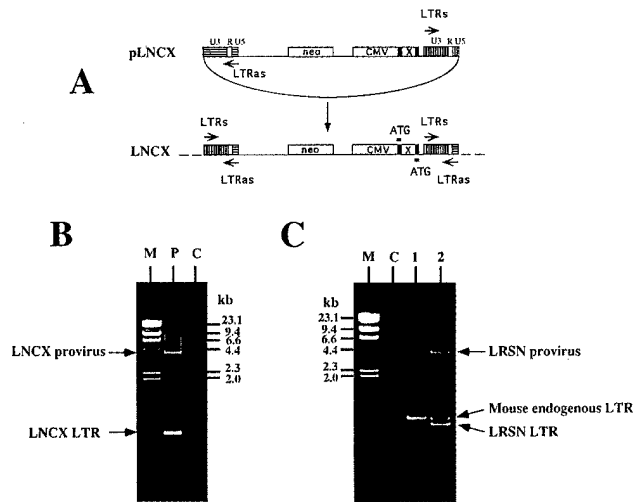 LTRs
U3 R U5 U3 R U5
pLNCX neo CMV X
LTRas
A
LTRs ATG LTRs
LNCX neo CMV X
LTRas ATG LTRas
B
M P C
kb
23.1
9.4
6.6
4.4
2.3
2.0
LNCX provirus
LNCX LTR
C
M C 1 2
kb
23.1
9.4
6.6
4.4
2.3
2.0
LRSN provirus
Mouse endogenous LTR
LRSN LTR